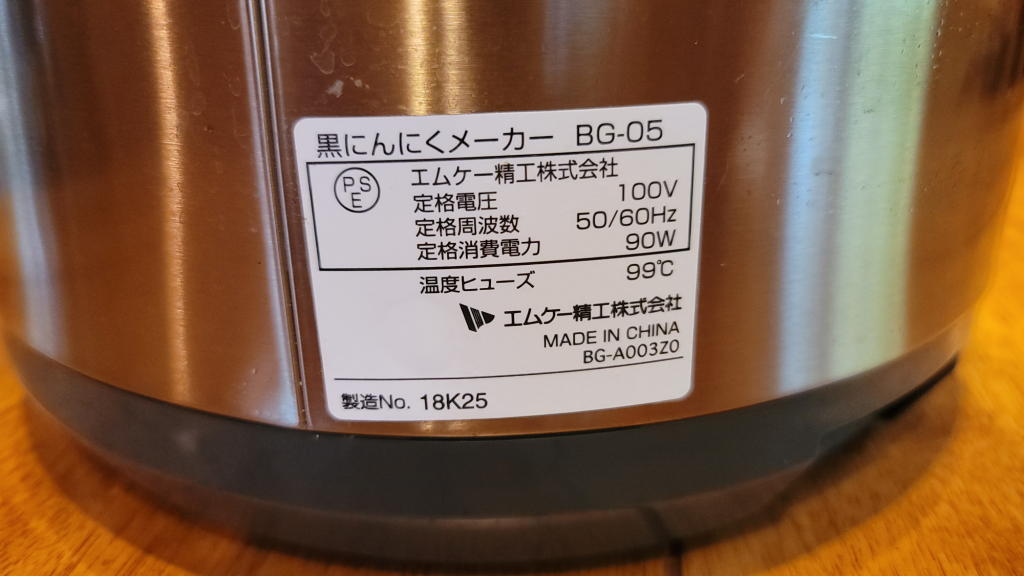 黒にんにくメーカー BG-05
PSE
エムケー精工株式会社
定格電圧 100V
定格周波数 50/60Hz
定格消費電力 90W
温度ヒューズ 99℃
エムケー精工株式会社
MADE IN CHINA
BG-A003Z0
製造No. 18K25